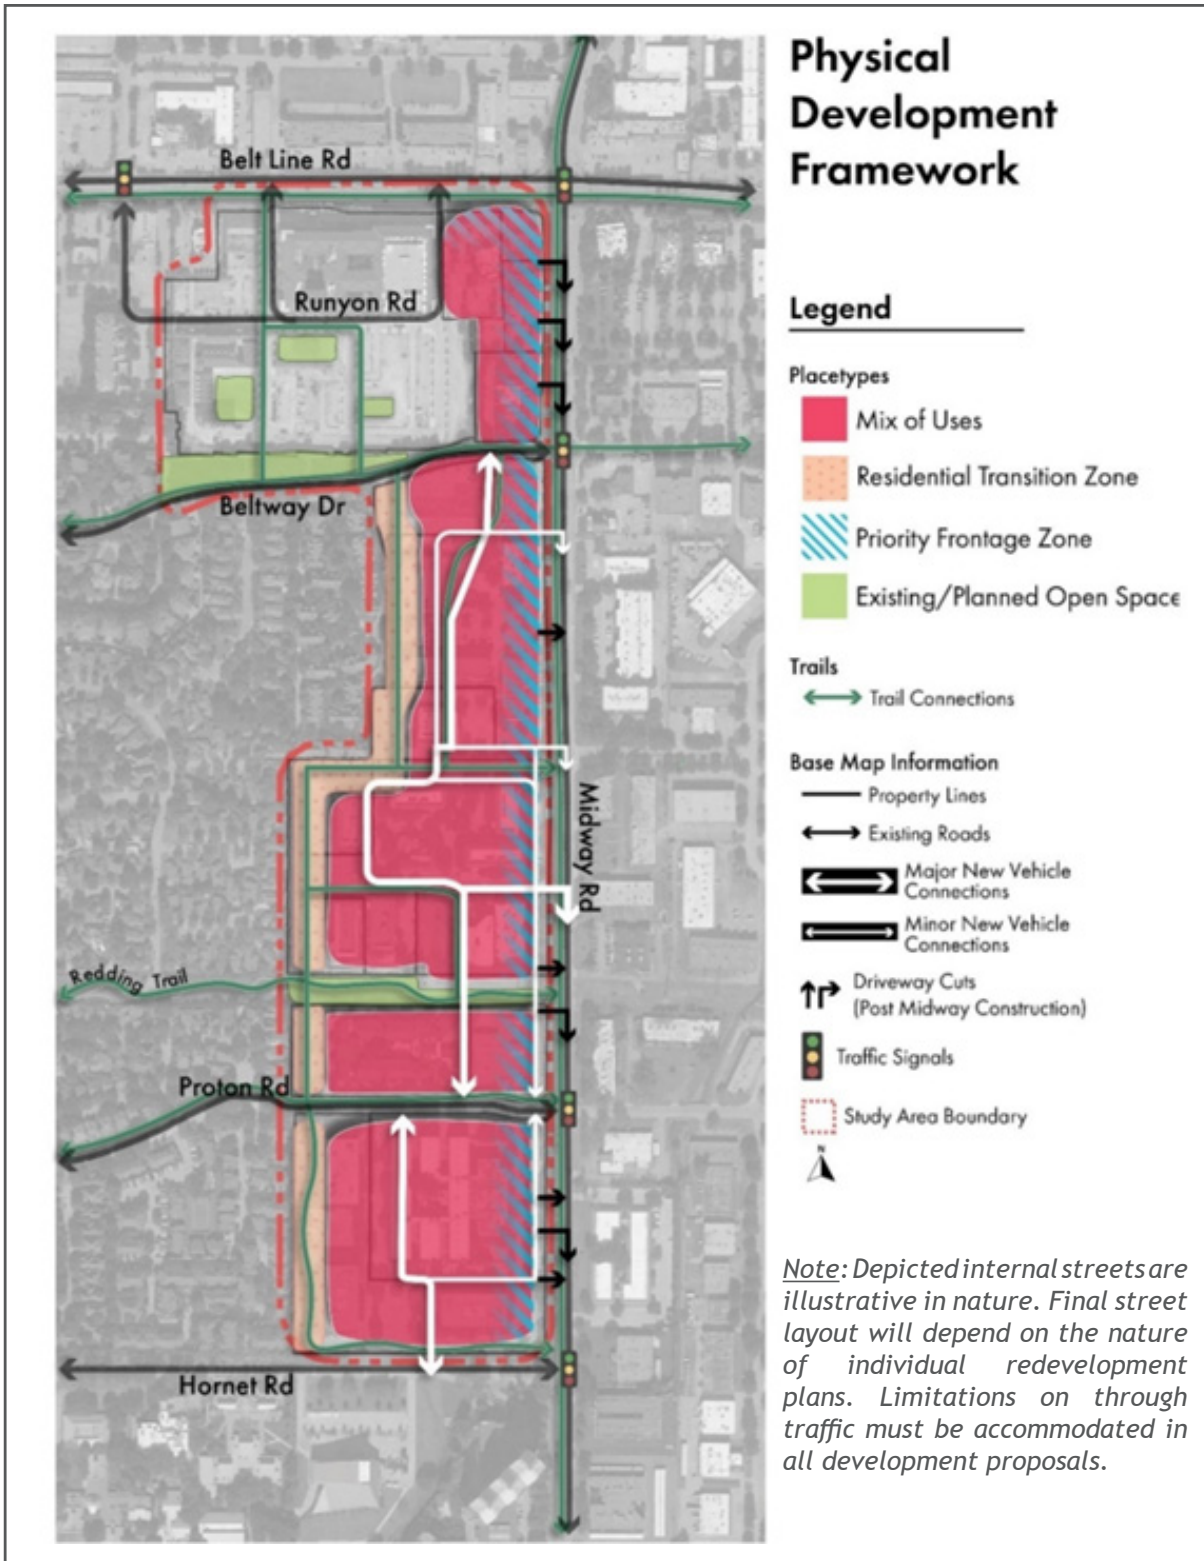 Physical
Development
Framework
Belt Line Rd
Runyon Rd
Beltway Dr
Midway Rd
Redding Trail
Proton Rd
Hornet Rd
Legend
Placetypes
Mix of Uses
Residential Transition Zone
Priority Frontage Zone
Existing/Planned Open Space
Trails
Trail Connections
Base Map Information
Property Lines
Existing Roads
Major New Vehicle
Connections
Minor New Vehicle
Connections
Driveway Cuts
(Post Midway Construction)
Traffic Signals
Study Area Boundary
N
Note: Depicted internal streets are
illustrative in nature. Final street
layout will depend on the nature
of individual redevelopment
plans. Limitations on through
traffic must be accommodated in
all development proposals.